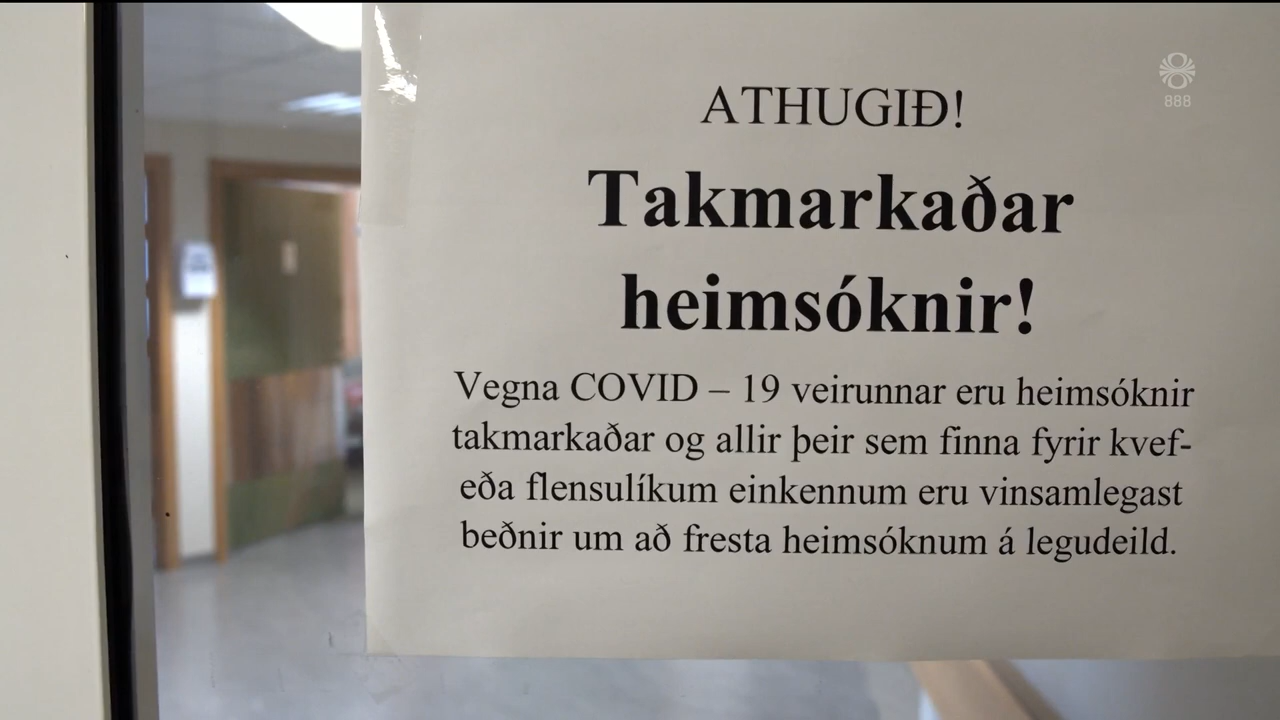 888
ATHUGIÐ!
Takmarkaðar
heimsóknir!
Vegna COVID – 19 veirunnar eru heimsóknir
takmarkaðar og allir þeir sem finna fyrir kvef-
eða flensulíkum einkennum eru vinsamlegast
beðnir um að fresta heimsóknum á legudeild.